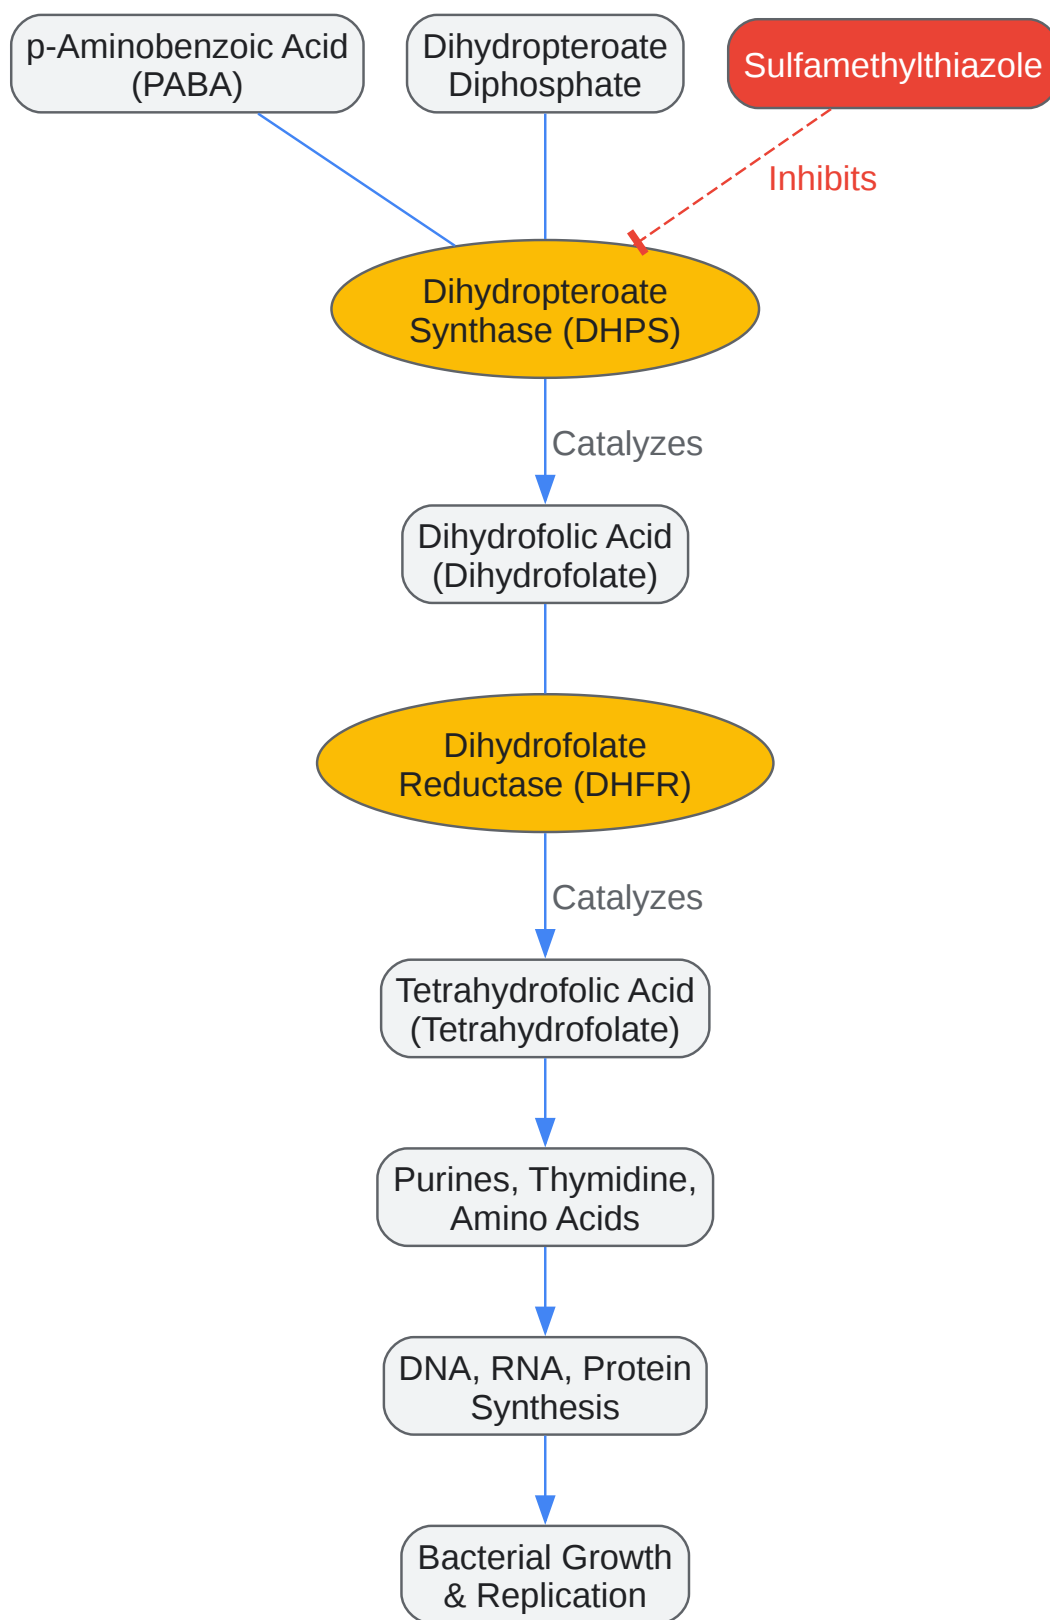 p-Aminobenzoic Acid
(PABA)
Dihydropteroate
Diphosphate
Sulfamethylthiazole
Inhibits
Dihydropteroate
Synthase (DHPS)
Catalyzes
Dihydrofolic Acid
(Dihydrofolate)
Dihydrofolate
Reductase (DHFR)
Catalyzes
Tetrahydrofolic Acid
(Tetrahydrofolate)
Purines, Thymidine,
Amino Acids
DNA, RNA, Protein
Synthesis
Bacterial Growth
& Replication